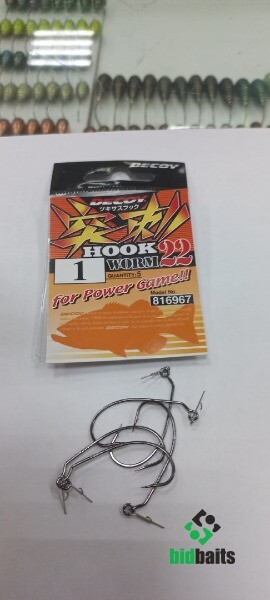 DECOY
DECOY
ツキサスフック
突刺
HOOK 22
1 WORM
QUANTITY: 5
for Power Game!!
Model No.
816967
bidbaits